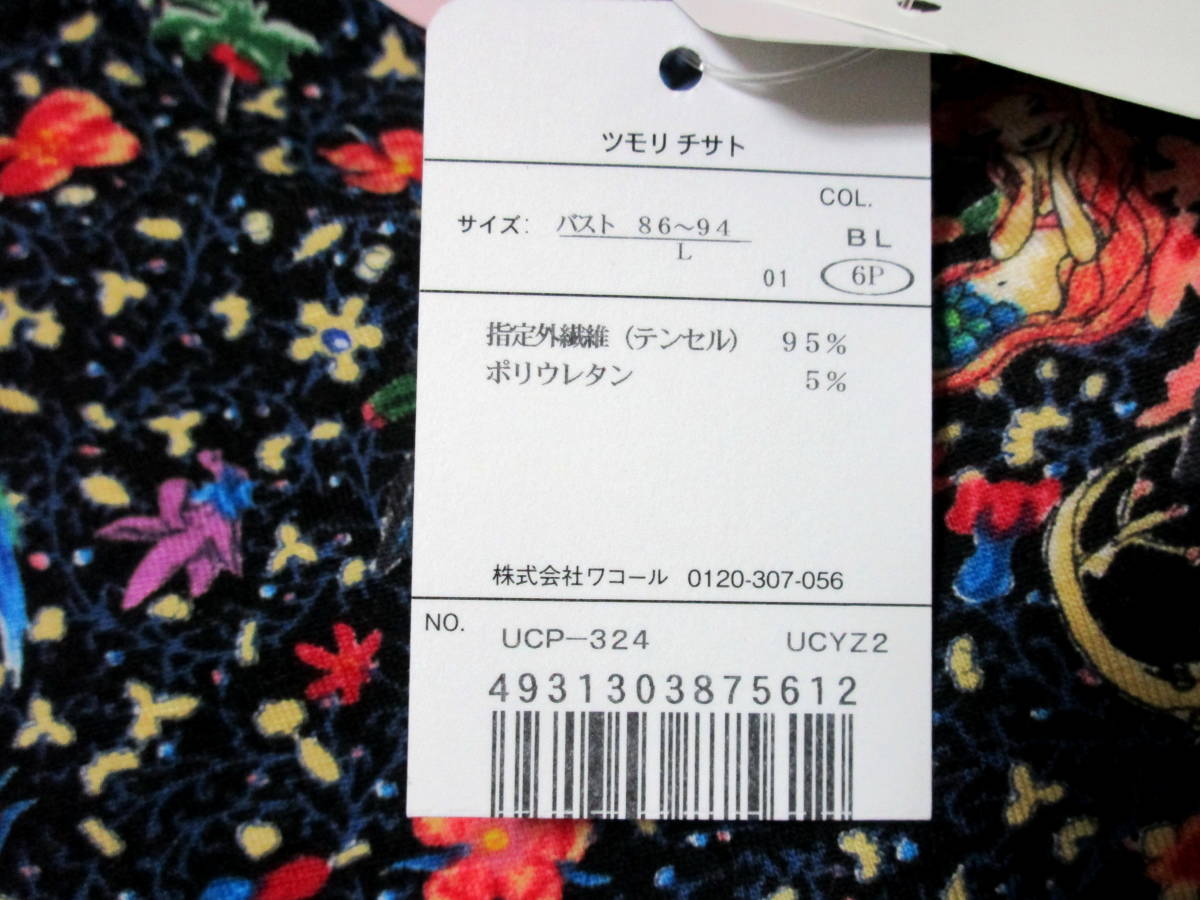 ツモリ チサト
COL.
サイズ: バスト 86～94
BL
L
01 6P
指定外繊維 (テンセル) 95%
ポリウレタン 5%
株式会社ワコール 0120-307-056
NO.
UCP-324 UCYZ2
4931303875612